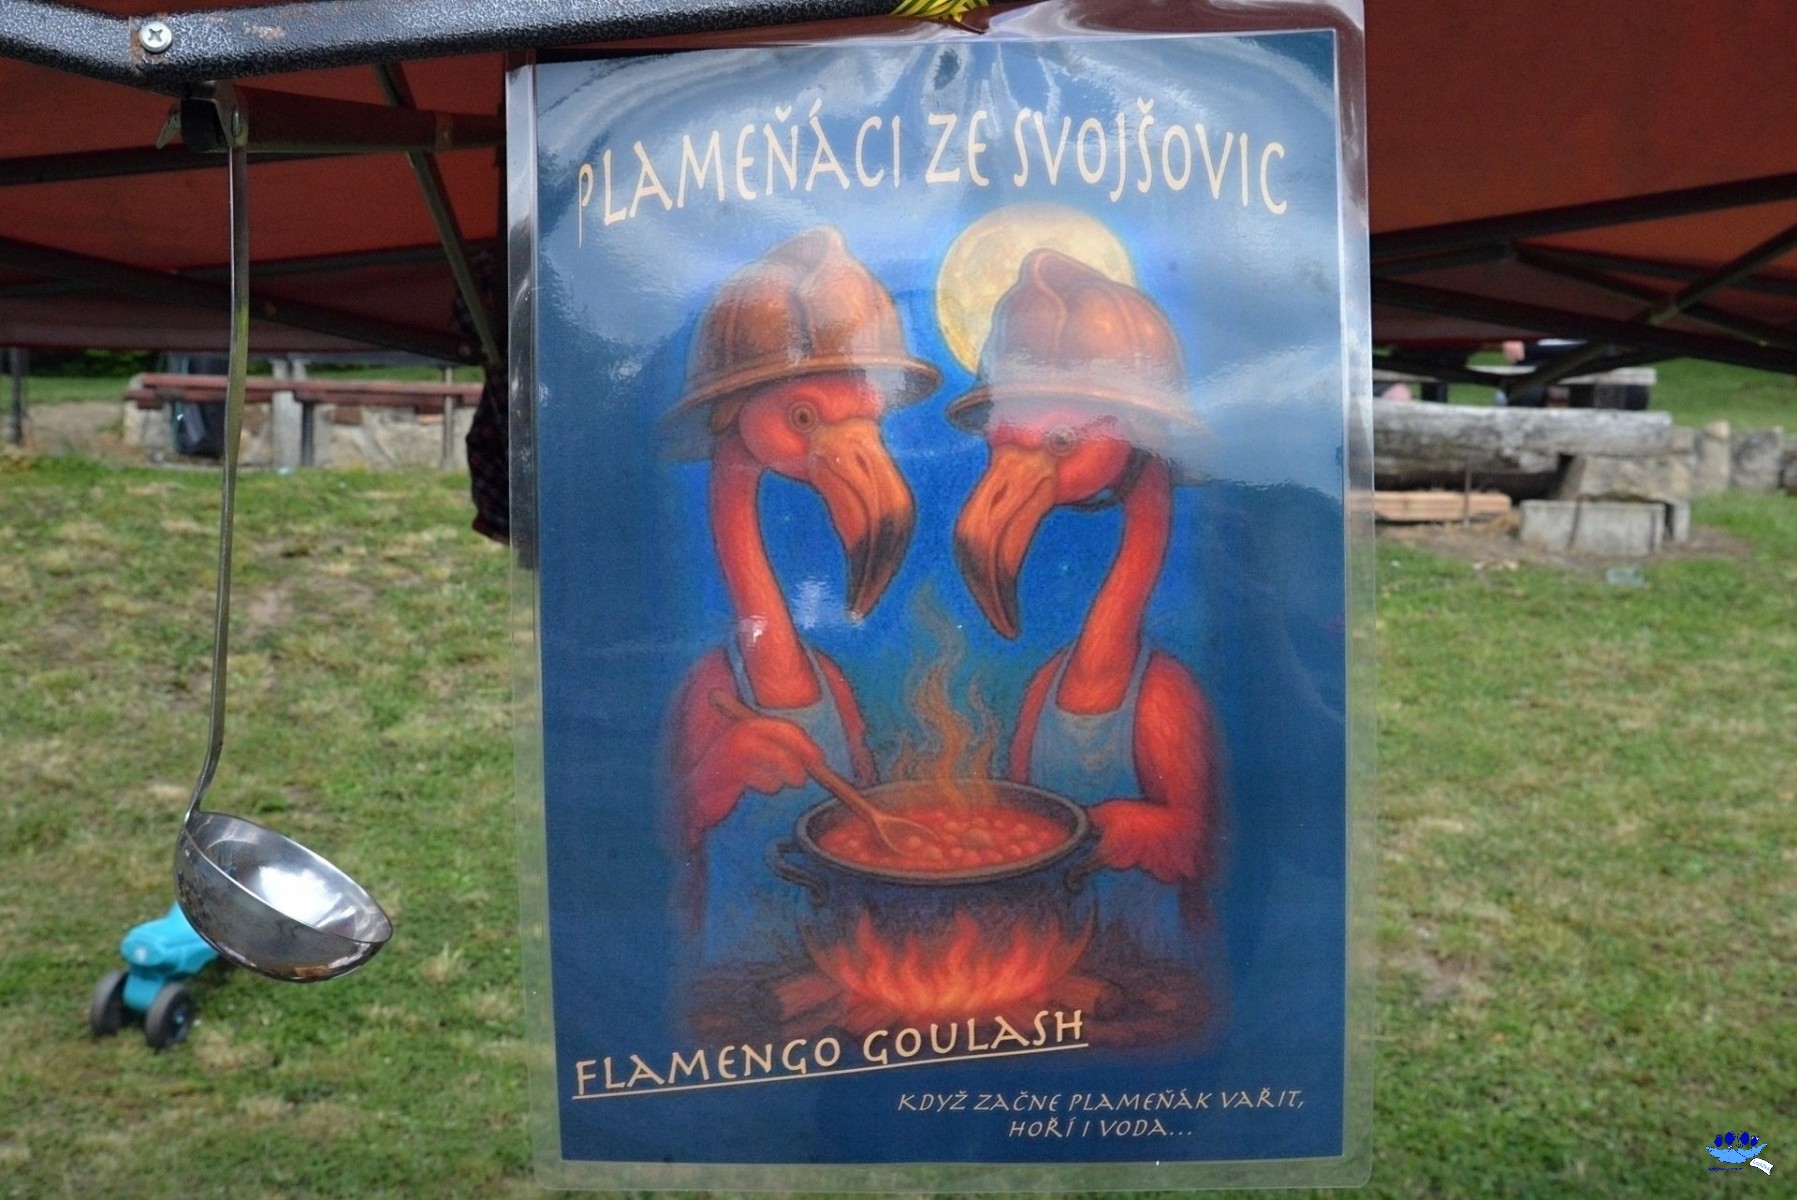 PLAMEŇÁCI ZE SVOJŠOVIC
FLAMENGO GOULASH
KDYŽ ZAČNE PLAMEŇÁK VAŘIT,
HOŘÍ I VODA...